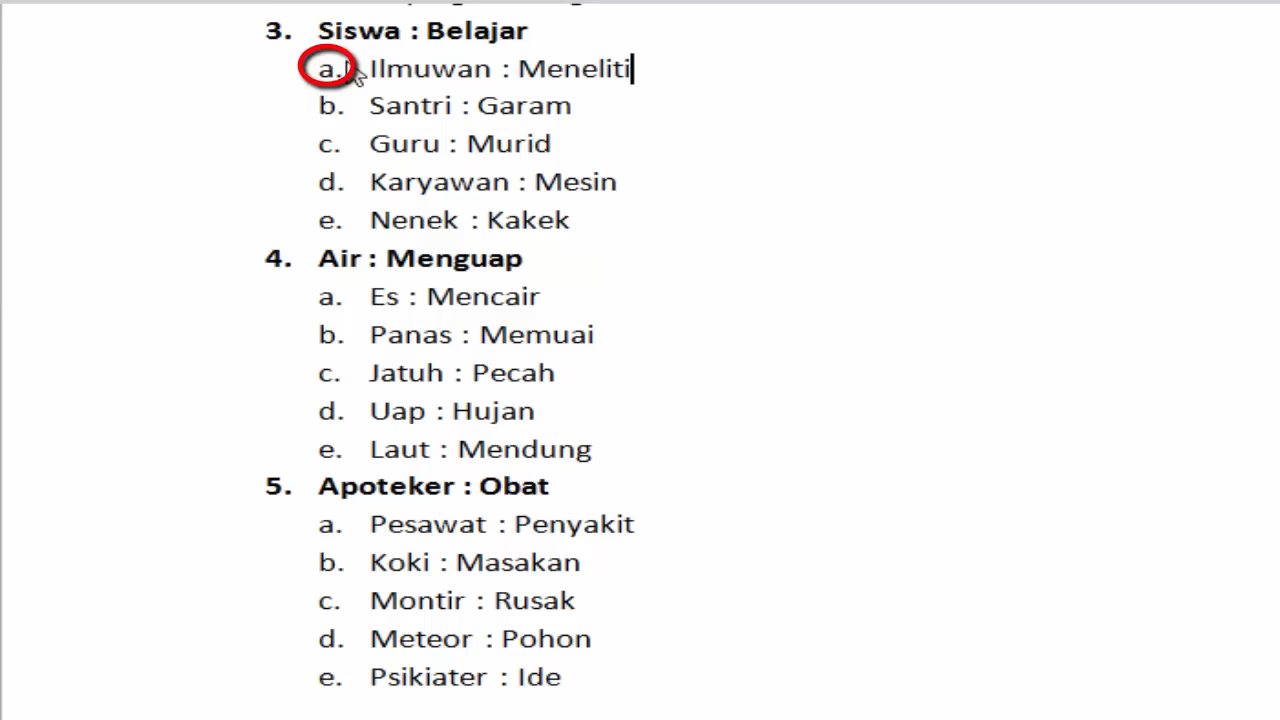 3. Siswa : Belajar
a. Ilmuwan : Meneliti
b. Santri : Garam
c. Guru : Murid
d. Karyawan : Mesin
e. Nenek : Kakek
4. Air : Menguap
a. Es : Mencair
b. Panas : Memuai
c. Jatuh : Pecah
d. Uap : Hujan
e. Laut : Mendung
5. Apoteker : Obat
a. Pesawat : Penyakit
b. Koki : Masakan
c. Montir : Rusak
d. Meteor : Pohon
e. Psikiater : Ide